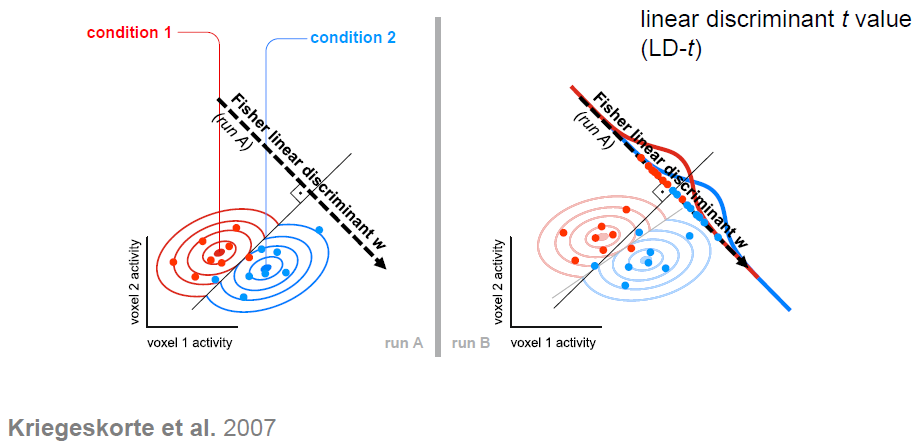 linear discriminant t value
(LD-t)
condition 1
condition 2
Fisher linear discriminant w
(run A)
voxel 2 activity
voxel 1 activity
run A
Fisher linear discriminant w
(run A)
voxel 2 activity
run B
voxel 1 activity
Kriegeskorte et al. 2007